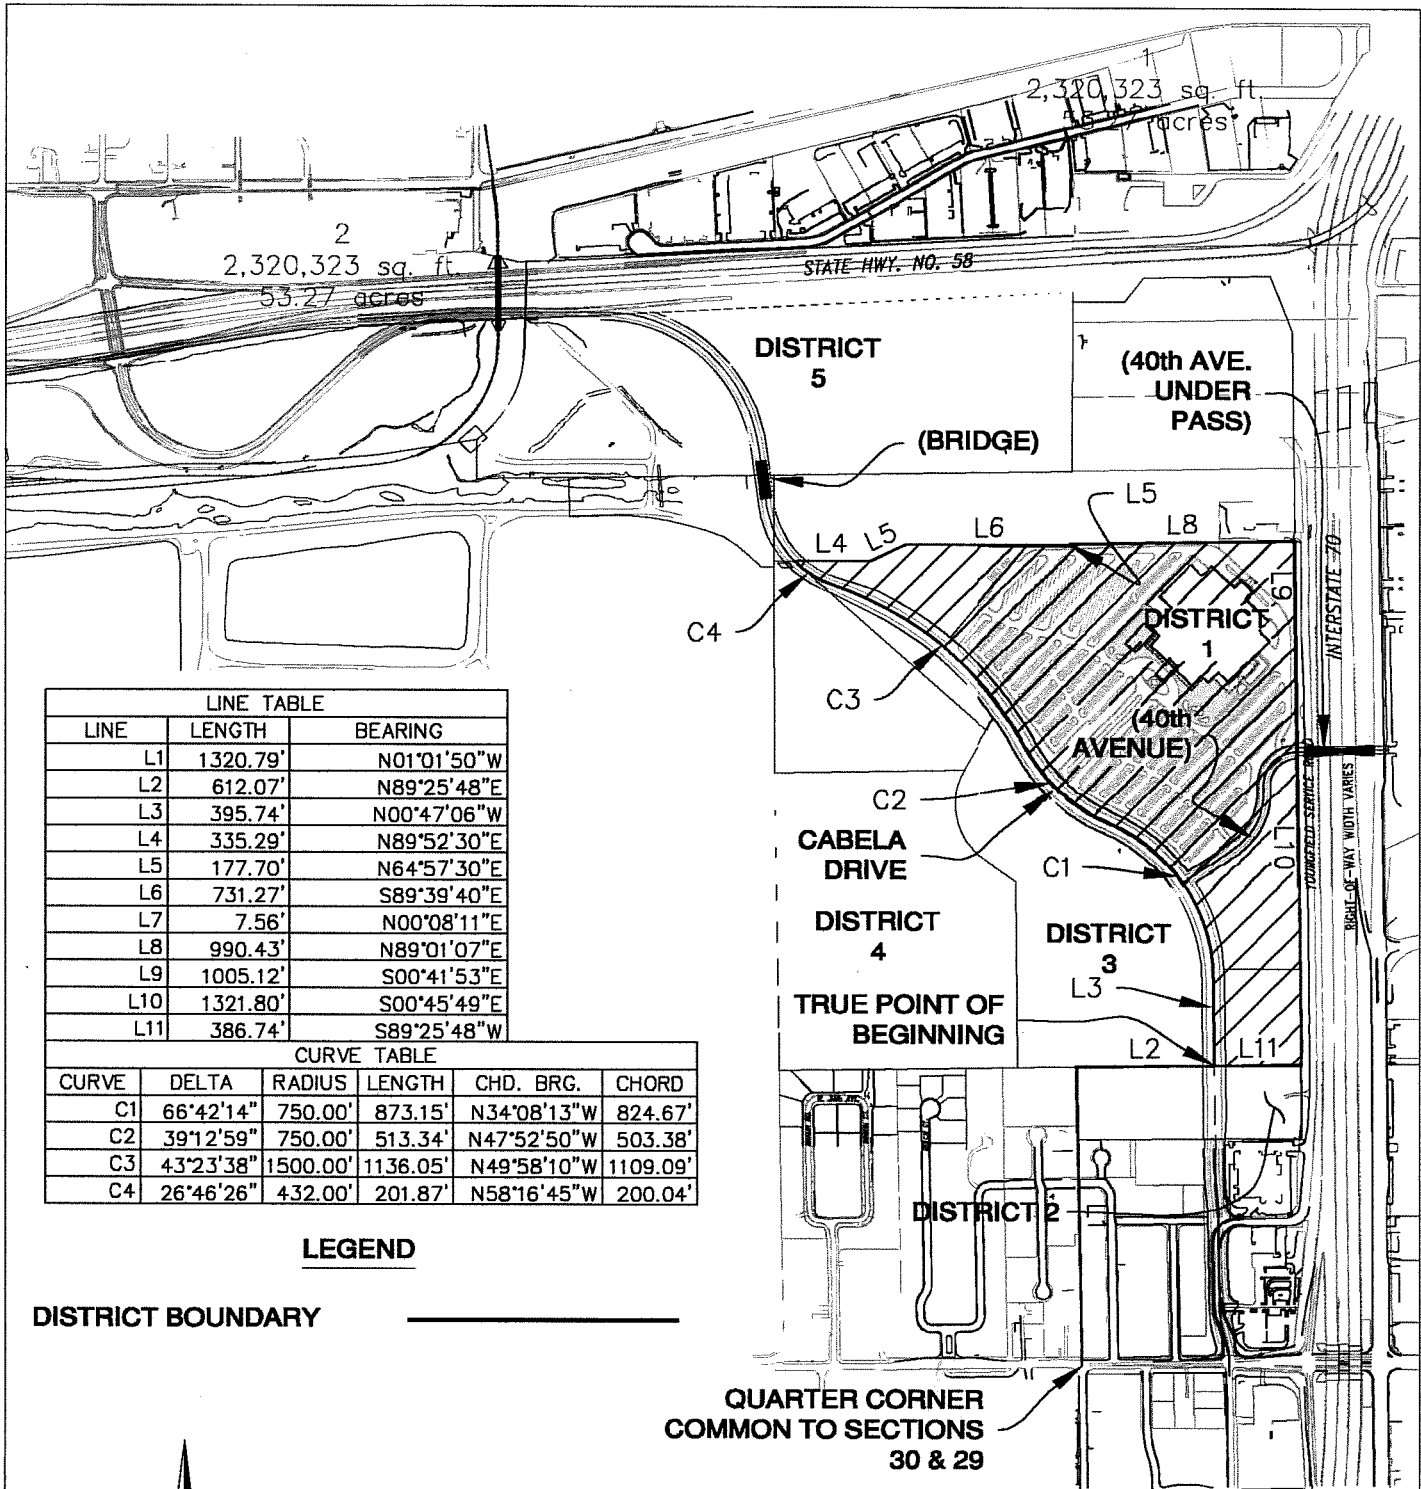 1
2,320,323 sq. ft.
acres
2
2,320,323 sq. ft.
53.27 acres
STATE HWY. NO. 58
DISTRICT
5
(40th AVE.
UNDER
PASS)
(BRIDGE)
L5
L4
L5
L6
L8
L9
INTERSTATE 70
C4
DISTRICT
1
C3
(40th
AVENUE)
C2
CABELA
DRIVE
C1
L10
YOUNGFIELD SERVICE
RIGHT-OF-WAY WIDTH VARIES
DISTRICT
4
DISTRICT
3
L3
TRUE POINT OF
BEGINNING
L2
L11
LINE TABLE
LINE LENGTH BEARING
L1 1320.79' N01°01'50"W
L2 612.07' N89°25'48"E
L3 395.74' N00°47'06"W
L4 335.29' N89°52'30"E
L5 177.70' N64°57'30"E
L6 731.27' S89°39'40"E
L7 7.56' N00°08'11"E
L8 990.43' N89°01'07"E
L9 1005.12' S00°41'53"E
L10 1321.80' S00°45'49"E
L11 386.74' S89°25'48"W
CURVE TABLE
CURVE DELTA RADIUS LENGTH CHD. BRG. CHORD
C1 66°42'14" 750.00' 873.15' N34°08'13"W 824.67'
C2 39°12'59" 750.00' 513.34' N47°52'50"W 503.38'
C3 43°23'38" 1500.00' 1136.05' N49°58'10"W 1109.09'
C4 26°46'26" 432.00' 201.87' N58°16'45"W 200.04'
DISTRICT 2
LEGEND
DISTRICT BOUNDARY
QUARTER CORNER
COMMON TO SECTIONS
30 & 29